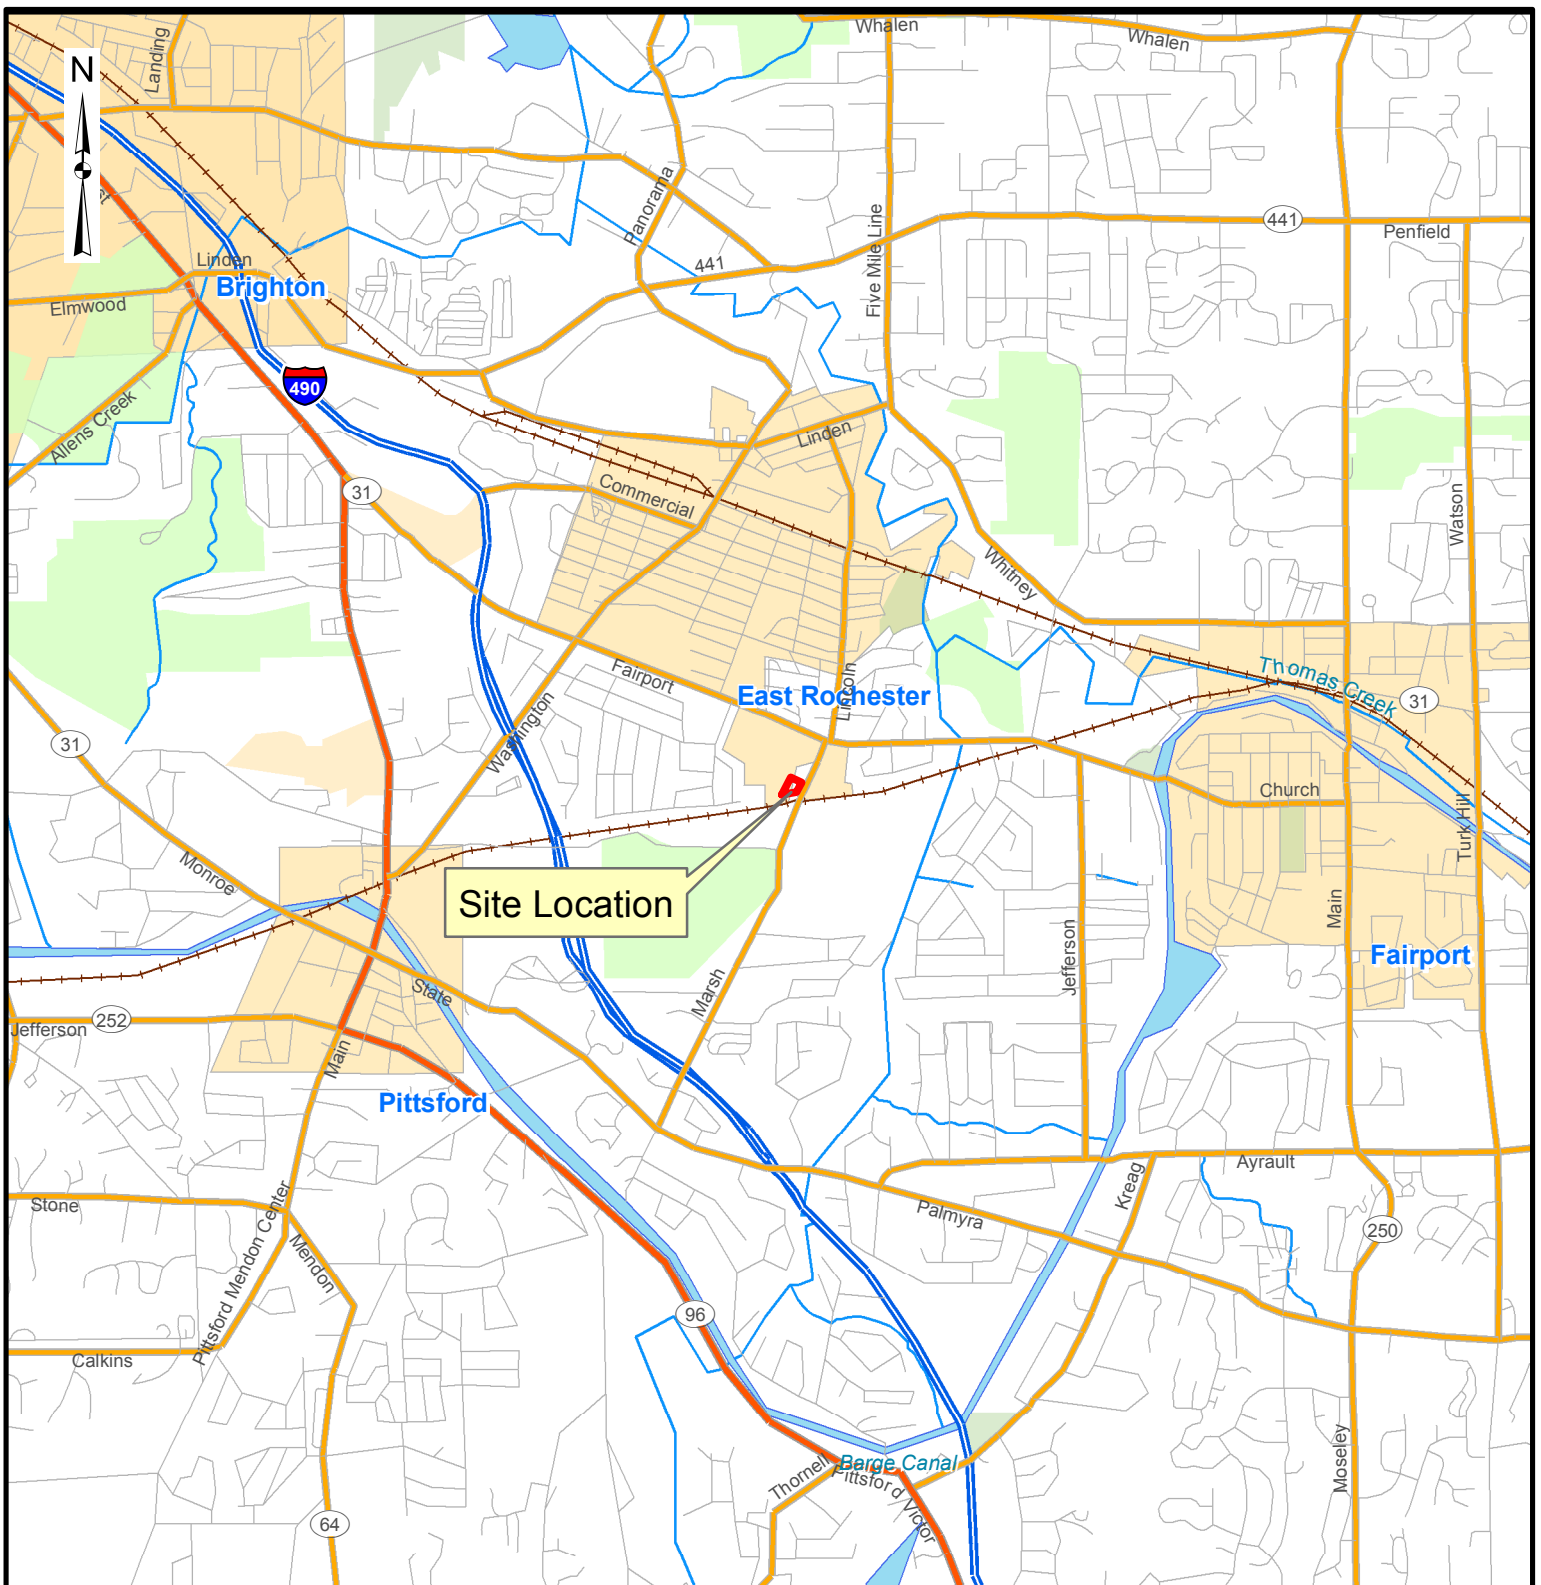 Whalen
Whalen
Landing
N
st
Panorama
Five Mile Line
441
Penfield
441
Linden
Brighton
Elmwood
490
Allens Creek
Linden
31
Commercial
Watson
Whitney
Fairport
East Rochester
Lincoln
Thomas Creek
31
Washington
31
Church
Turk Hill
Monroe
Site Location
Main
Jefferson
Fairport
State
Marsh
Jefferson
252
Main
Pittsford
Ayrault
Kreag
Stone
Palmyra
250
Pittsford Mendon Center
Mendon
96
Calkins
Moseley
Barge Canal
Thornell
Pittsford Victor
64